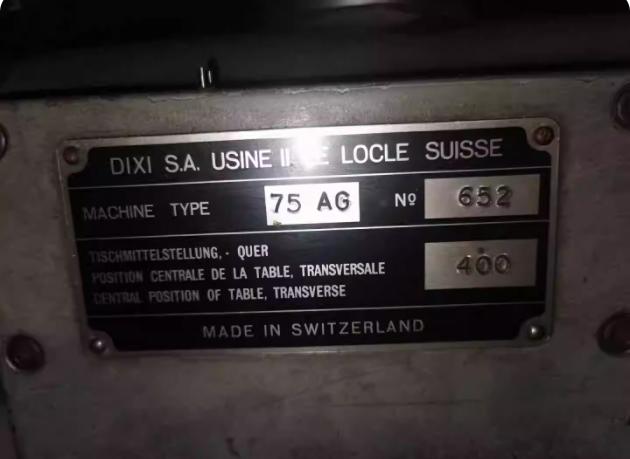 DIXI S.A. USINE II LE LOCLE SUISSE
MACHINE TYPE 75 AG Nº 652
TISCHMITTELSTELLUNG, - QUER
POSITION CENTRALE DE LA TABLE, TRANSVERSALE 400
CENTRAL POSITION OF TABLE, TRANSVERSE
MADE IN SWITZERLAND